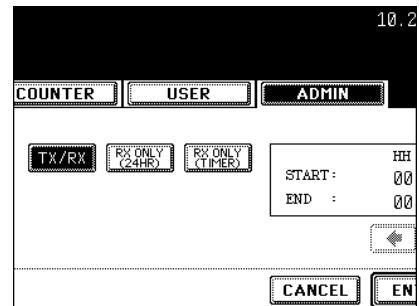 10.2
COUNTER USER ADMIN
TX/RX RX ONLY (24HR) RX ONLY (TIMER)
HH
START: 00
END : 00
CANCEL EN